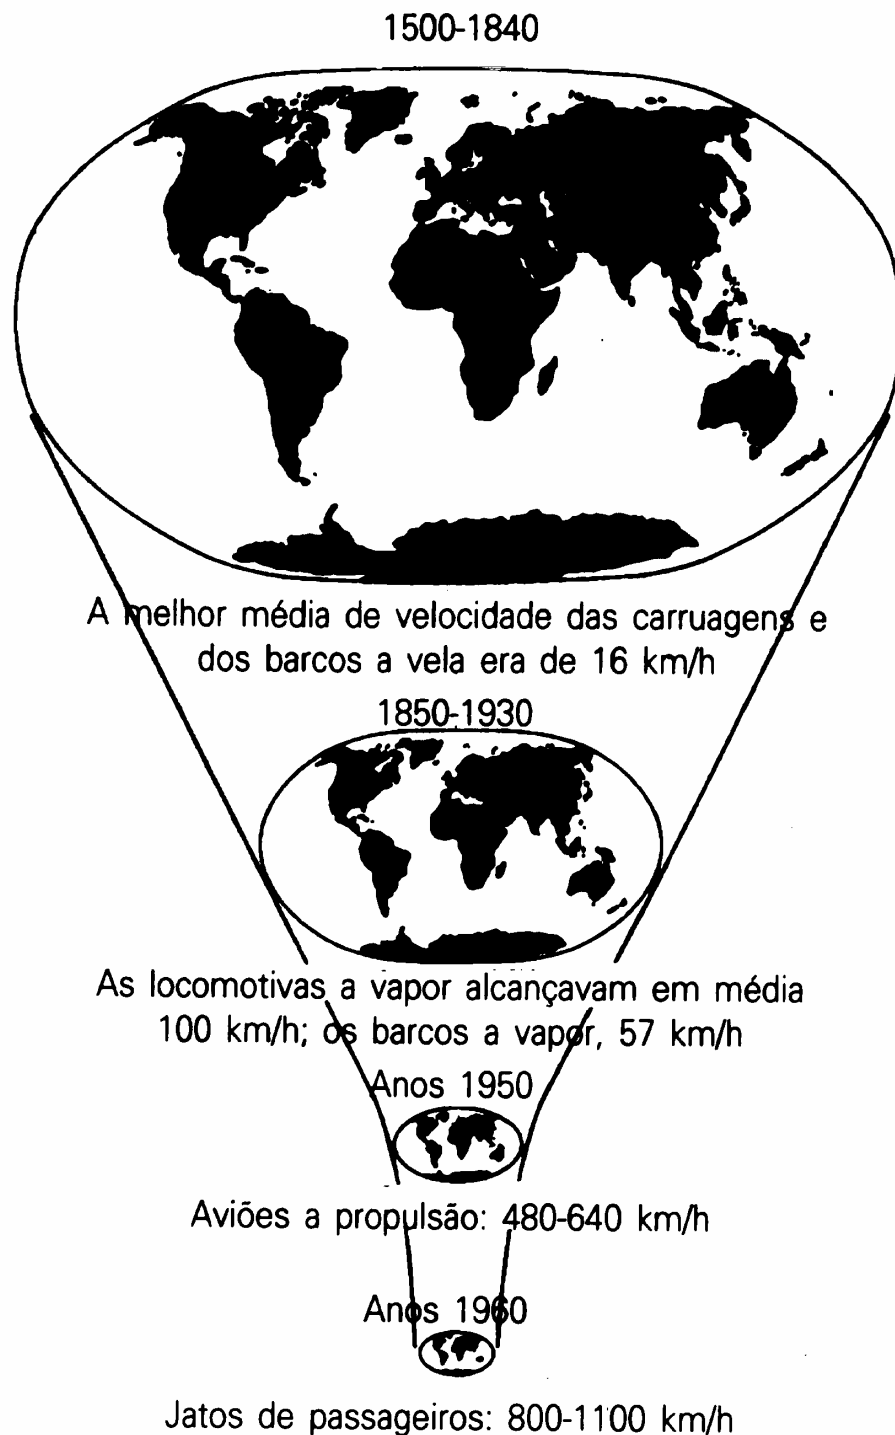 1500-1840
A melhor média de velocidade das carruagens e
dos barcos a vela era de 16 km/h
1850-1930
As locomotivas a vapor alcançavam em média
100 km/h; os barcos a vapor, 57 km/h
Anos 1950
Aviões a propulsão: 480-640 km/h
Anos 1960
Jatos de passageiros: 800-1100 km/h